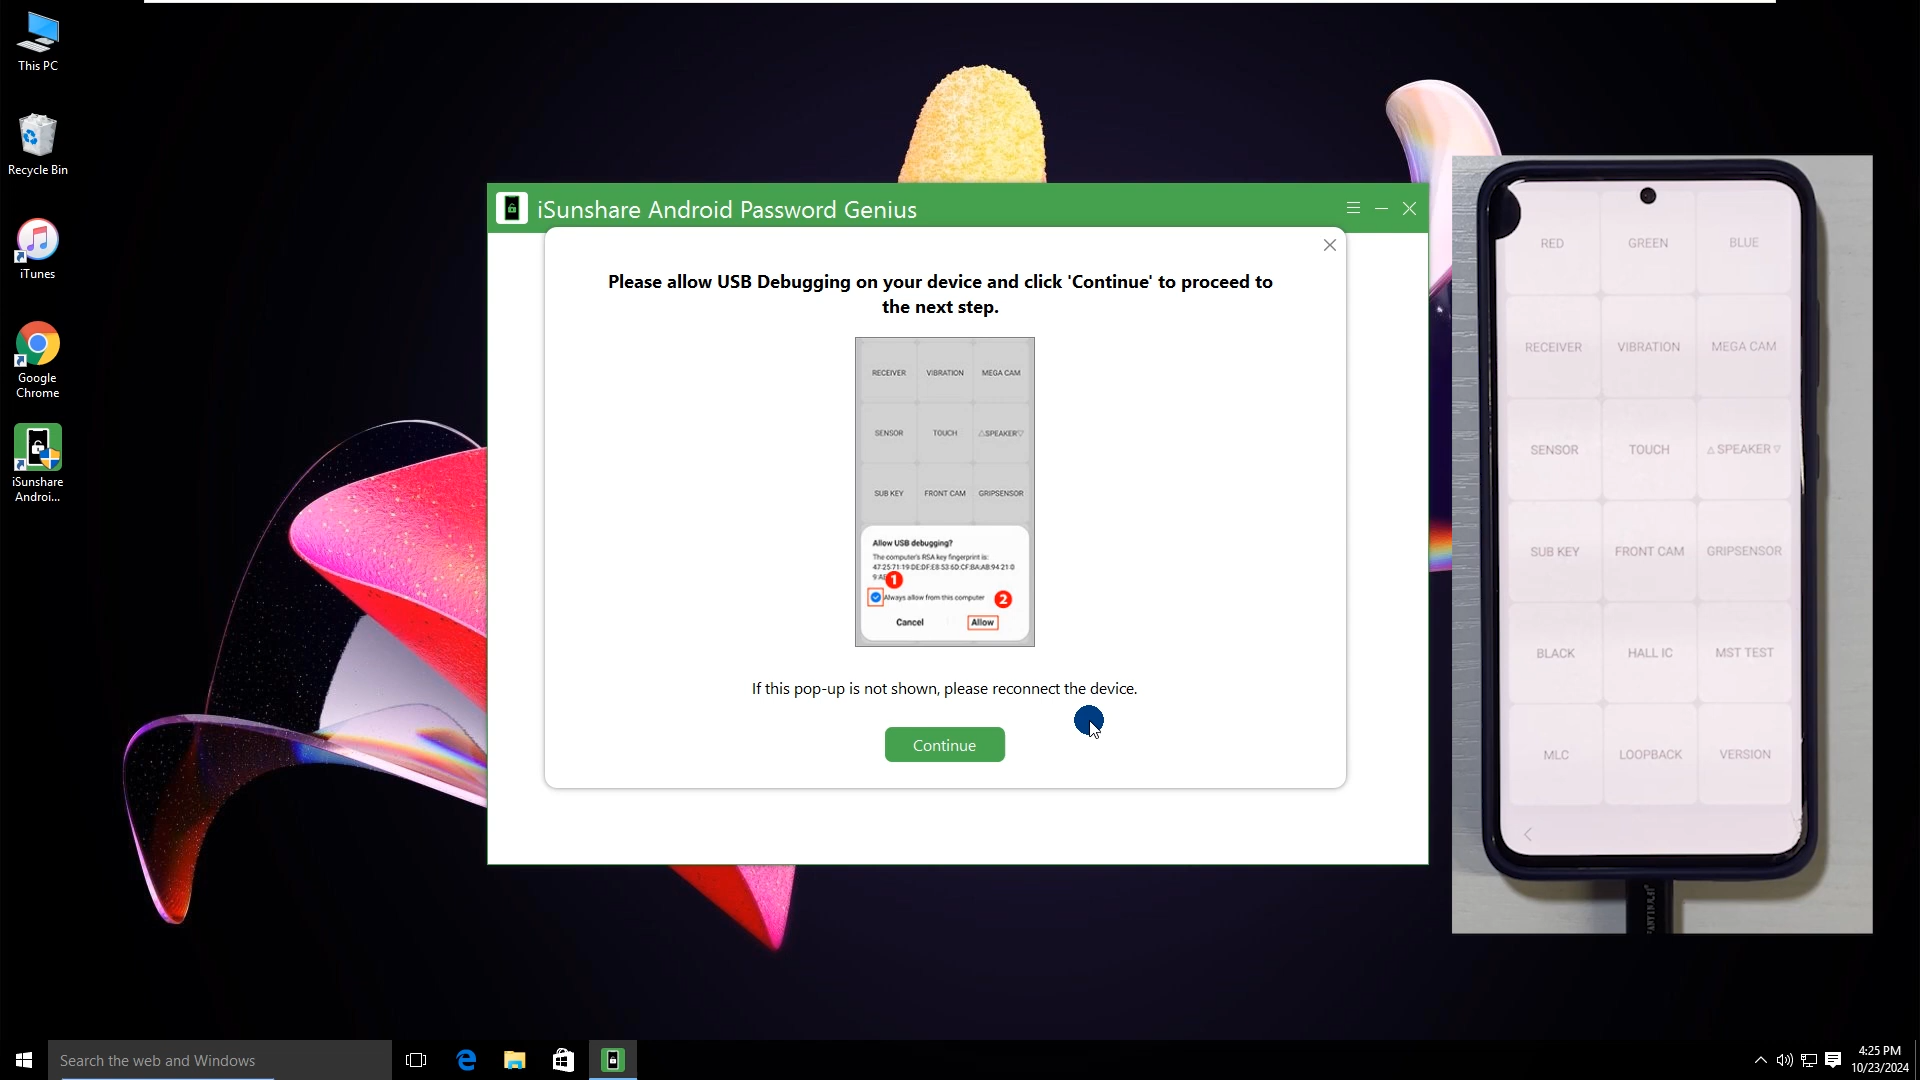 This PC
Recycle Bin
iTunes
Google
Chrome
iSunshare
Androi...
iSunshare Android Password Genius
Please allow USB Debugging on your device and click 'Continue' to proceed to
the next step.
RECEIVER VIBRATION MEGA CAM
SENSOR TOUCH △SPEAKER▽
SUB KEY FRONT CAM GRIPSENSOR
Allow USB debugging?
The computer's RSA key fingerprint is:
1
Always allow from this computer 2
Cancel Allow
If this pop-up is not shown, please reconnect the device.
Continue
RED GREEN BLUE
RECEIVER VIBRATION MEGA CAM
SENSOR TOUCH △SPEAKER▽
SUB KEY FRONT CAM GRIPSENSOR
BLACK HALL IC MST TEST
MLC LOOPBACK VERSION
Search the web and Windows
4:25 PM
10/23/2024